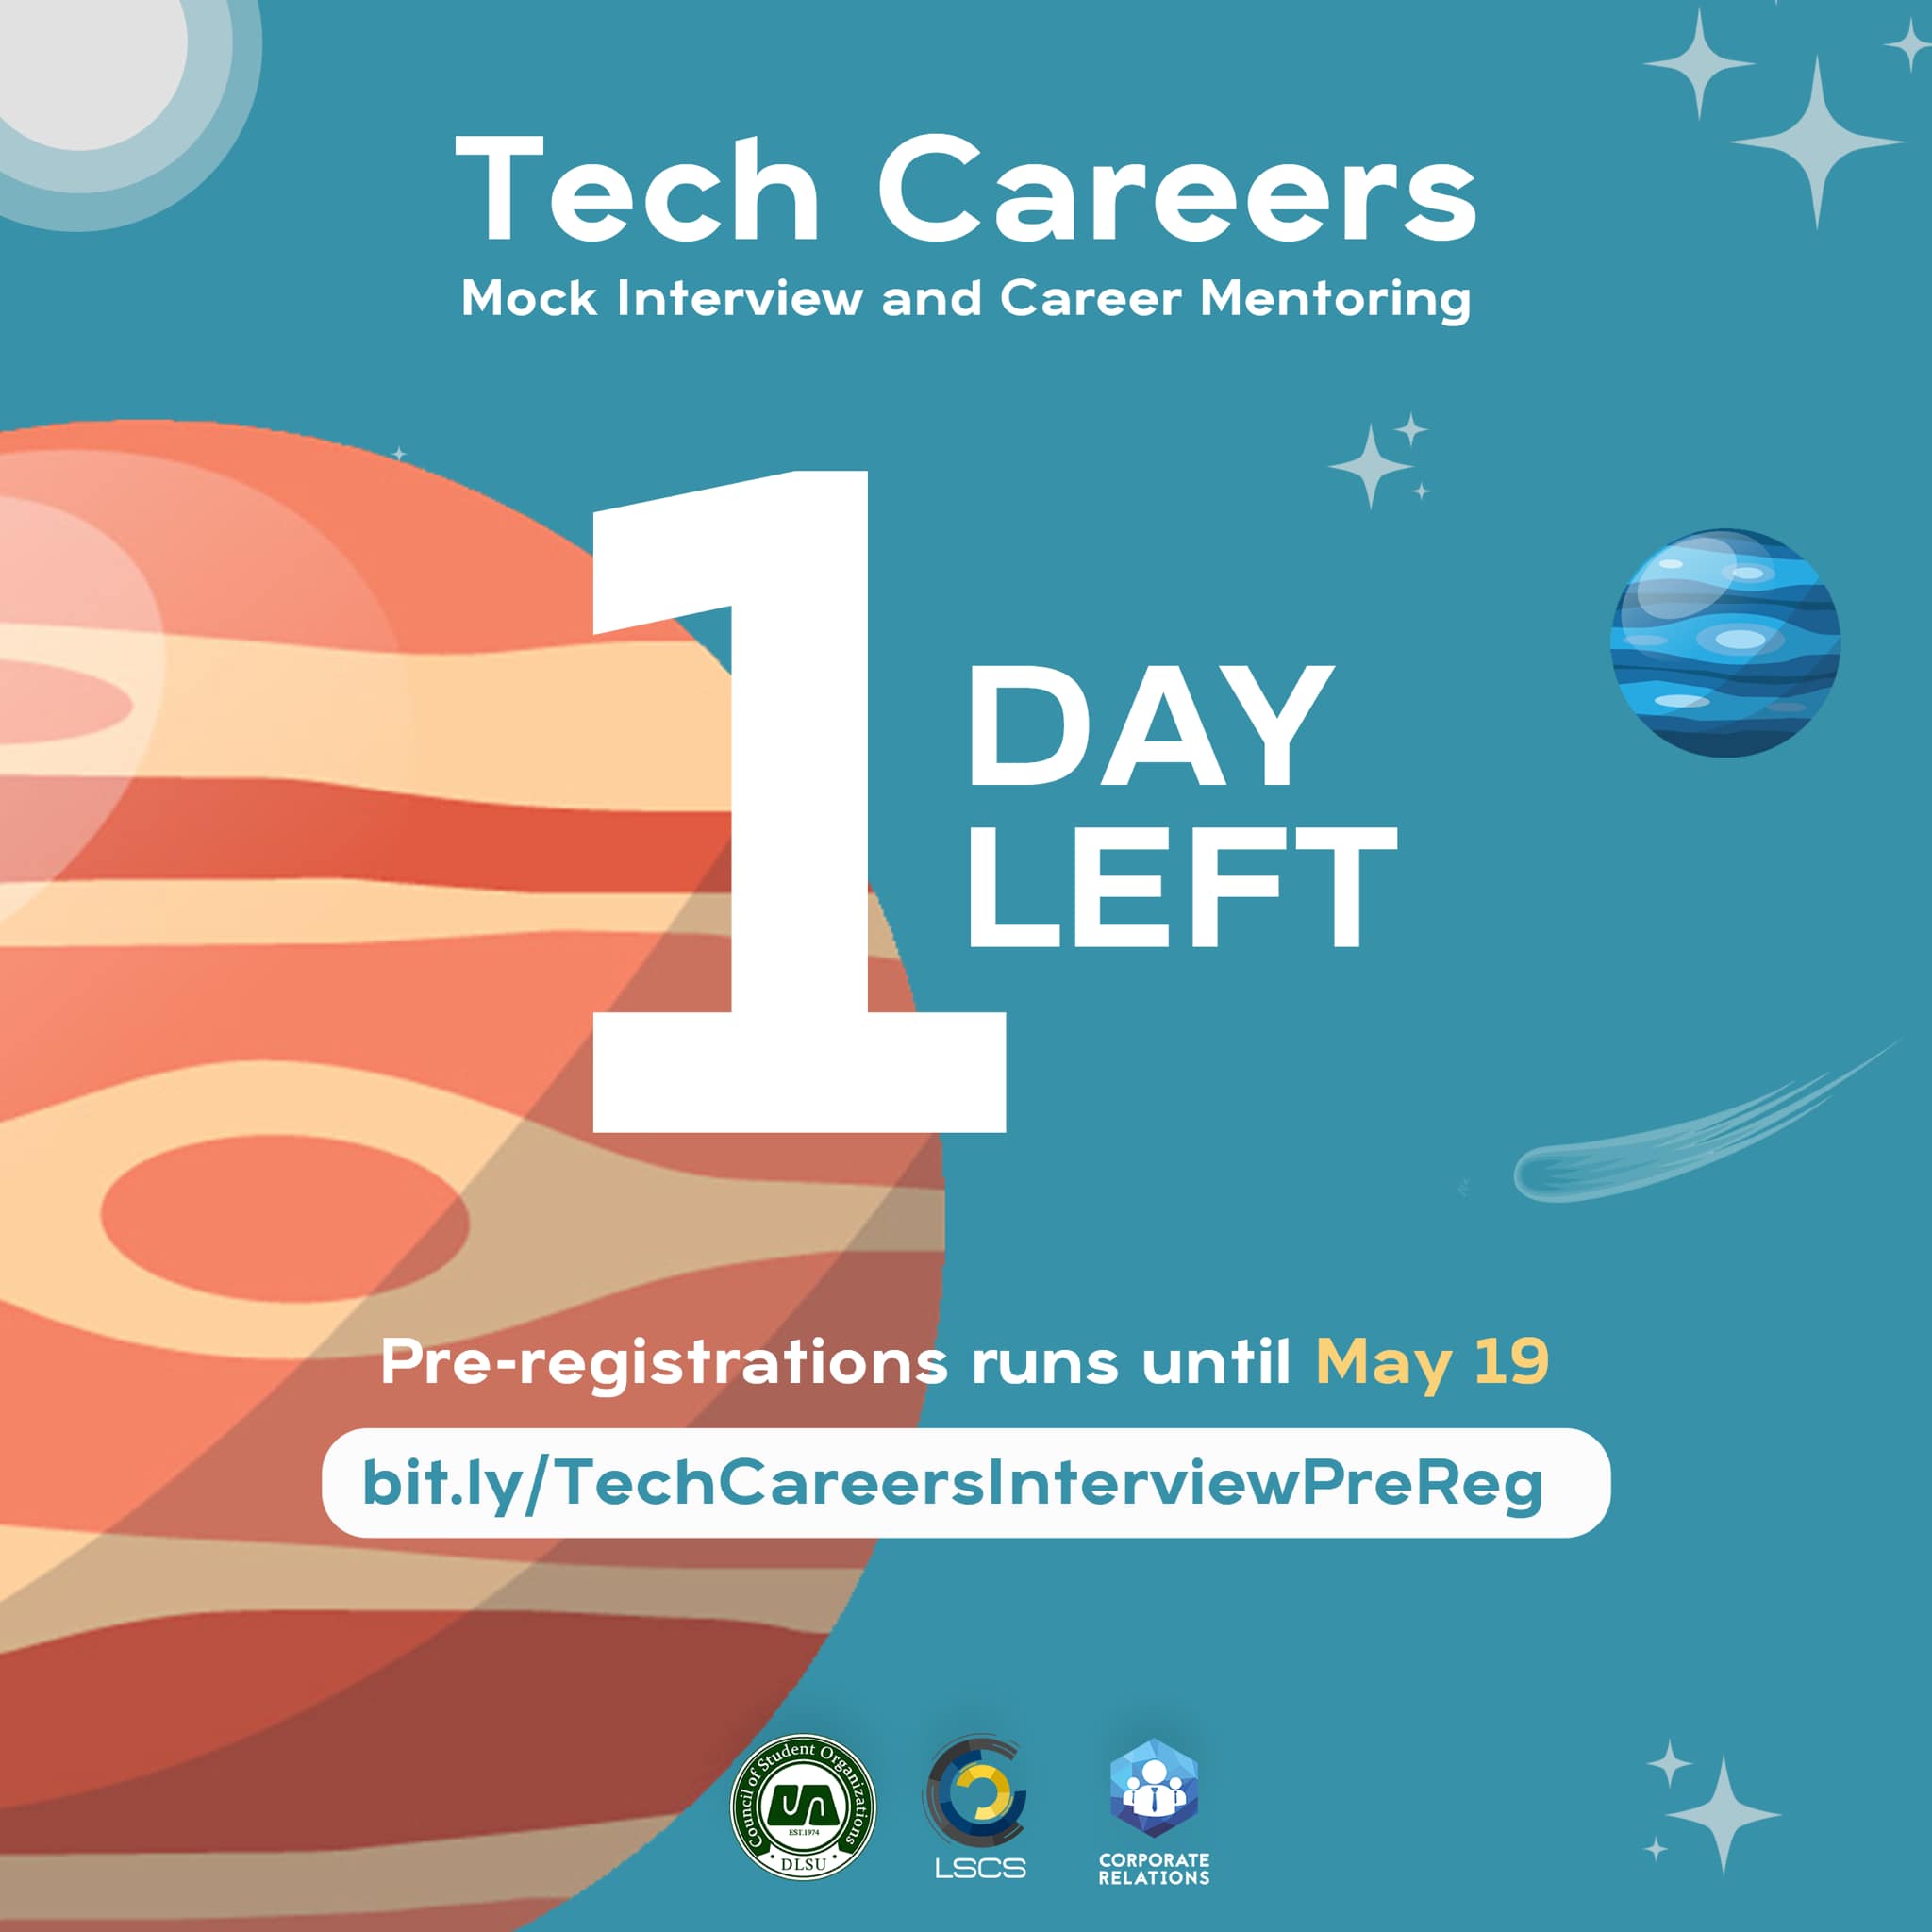 Tech Careers
Mock Interview and Career Mentoring
1
DAY
LEFT
Pre-registrations runs until May 19
bit.ly/TechCareersInterviewPreReg
Council of Student Organizations
EST.1974
DLSU
LSCS
CORPORATE
RELATIONS